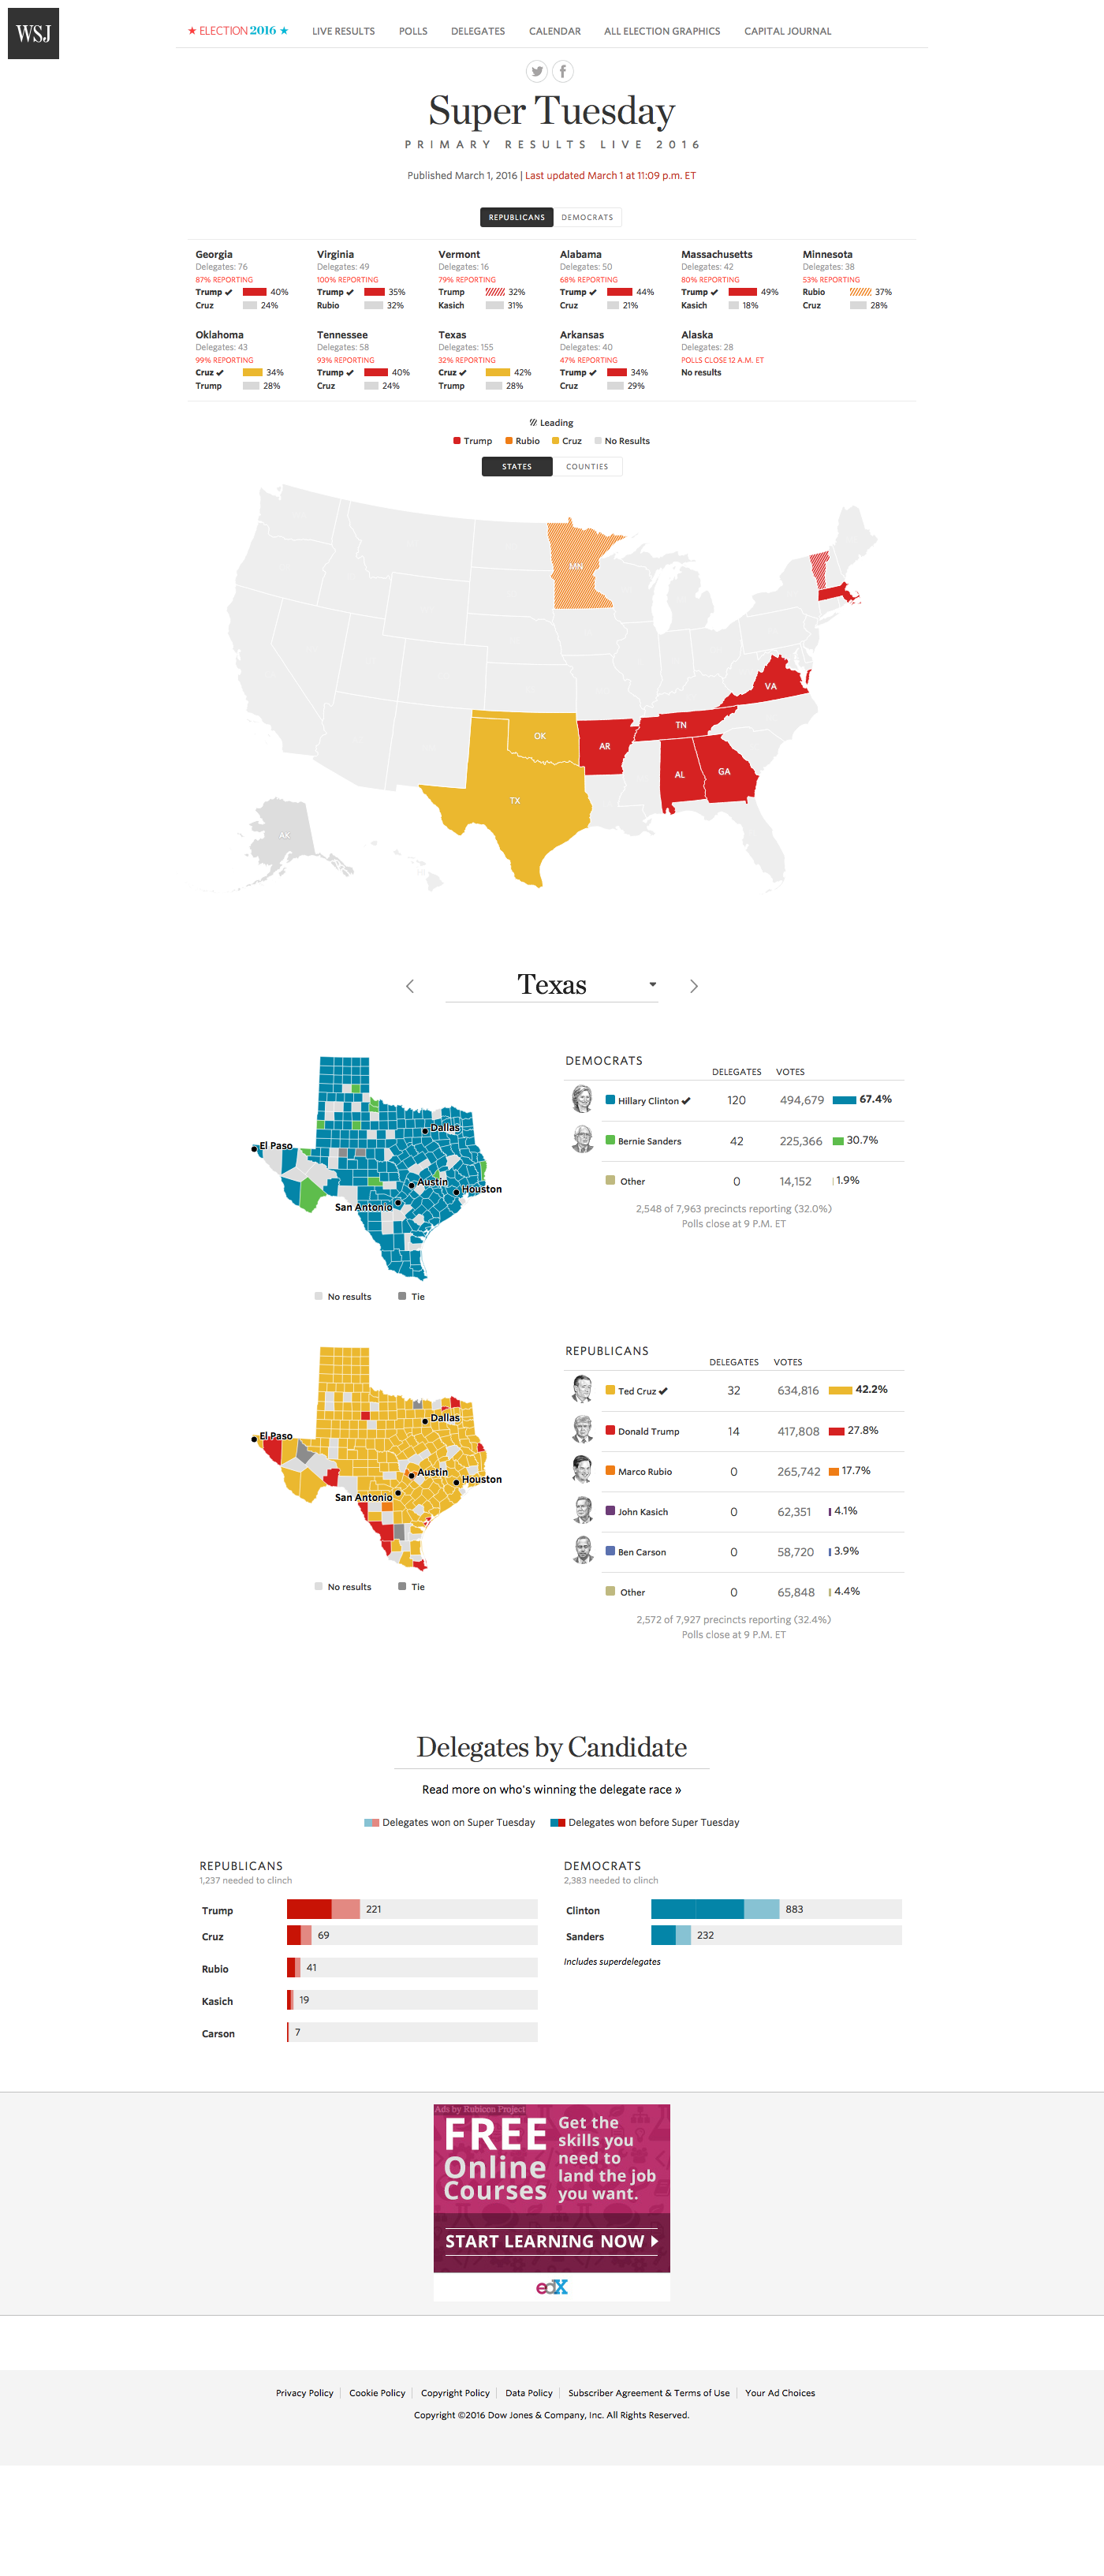 WSJ
★ ELECTION 2016 ★ LIVE RESULTS POLLS DELEGATES CALENDAR ALL ELECTION GRAPHICS CAPITAL JOURNAL
Super Tuesday
PRIMARY RESULTS LIVE 2016
Published March 1, 2016 | Last updated March 1 at 11:09 p.m. ET
REPUBLICANS DEMOCRATS
Georgia Virginia Vermont Alabama Massachusetts Minnesota
Delegates: 76 Delegates: 49 Delegates: 16 Delegates: 50 Delegates: 42 Delegates: 38
87% REPORTING 100% REPORTING 79% REPORTING 68% REPORTING 80% REPORTING 53% REPORTING
Trump ✔ 40% Trump ✔ 35% Trump 32% Trump ✔ 44% Trump ✔ 49% Rubio 37%
Cruz 24% Rubio 32% Kasich 31% Cruz 21% Kasich 18% Cruz 28%
Oklahoma Tennessee Texas Arkansas Alaska
Delegates: 43 Delegates: 58 Delegates: 155 Delegates: 40 Delegates: 28
99% REPORTING 93% REPORTING 32% REPORTING 47% REPORTING POLLS CLOSE 12 A.M. ET
Cruz ✔ 34% Trump ✔ 40% Cruz ✔ 42% Trump ✔ 34% No results
Trump 28% Cruz 24% Trump 28% Cruz 29%
Leading
Trump Rubio Cruz No Results
STATES COUNTIES
MN
VA
TN
OK
AR
GA
AL
TX
AK
HI
Texas
DEMOCRATS
DELEGATES VOTES
Hillary Clinton ✔ 120 494,679 67.4%
Bernie Sanders 42 225,366 30.7%
Other 0 14,152 1.9%
2,548 of 7,963 precincts reporting (32.0%)
Polls close at 9 P.M. ET
Dallas
El Paso
Austin
Houston
San Antonio
No results Tie
REPUBLICANS
DELEGATES VOTES
Ted Cruz ✔ 32 634,816 42.2%
Donald Trump 14 417,808 27.8%
Marco Rubio 0 265,742 17.7%
John Kasich 0 62,351 4.1%
Ben Carson 0 58,720 3.9%
Other 0 65,848 4.4%
2,572 of 7,927 precincts reporting (32.4%)
Polls close at 9 P.M. ET
Dallas
El Paso
Austin
Houston
San Antonio
No results Tie
Delegates by Candidate
Read more on who's winning the delegate race »
Delegates won on Super Tuesday Delegates won before Super Tuesday
REPUBLICANS
1,237 needed to clinch
Trump 221
Cruz 69
Rubio 41
Kasich 19
Carson 7
DEMOCRATS
2,383 needed to clinch
Clinton 883
Sanders 232
Includes superdelegates
Ads by Rubicon Project
FREE
Online
Courses
Get the
skills you
need to
land the job
you want.
START LEARNING NOW
edX
Privacy Policy Cookie Policy Copyright Policy Data Policy Subscriber Agreement & Terms of Use Your Ad Choices
Copyright ©2016 Dow Jones & Company, Inc. All Rights Reserved.